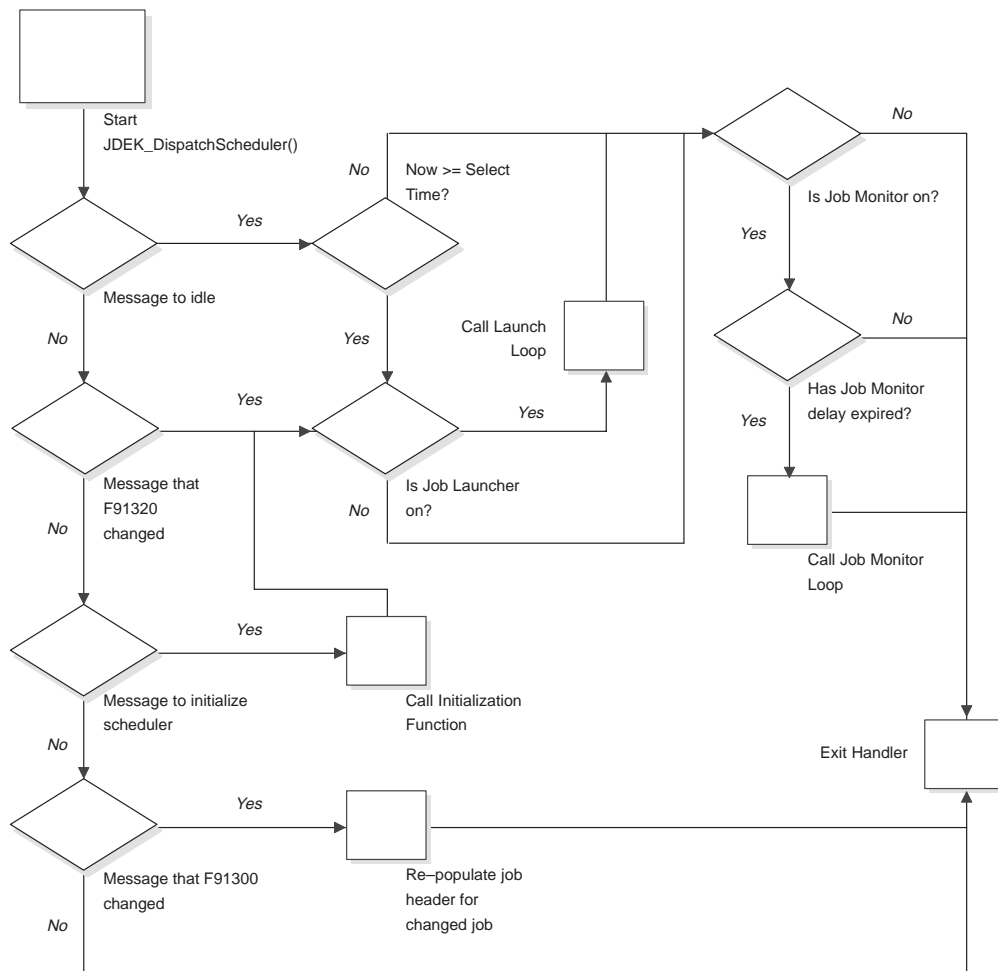 Start
JDEK_DispatchScheduler()
No
Now >= Select
Time?
No
Is Job Monitor on?
Yes
Message to idle
Yes
No
Yes
Call Launch
Loop
No
Has Job Monitor
delay expired?
Yes
Yes
Yes
Message that
F91320
changed
Is Job Launcher
on?
No
No
Call Job Monitor
Loop
Yes
Message to initialize
scheduler
Call Initialization
Function
No
Exit Handler
Yes
Message that F91300
changed
Re–populate job
header for
changed job
No